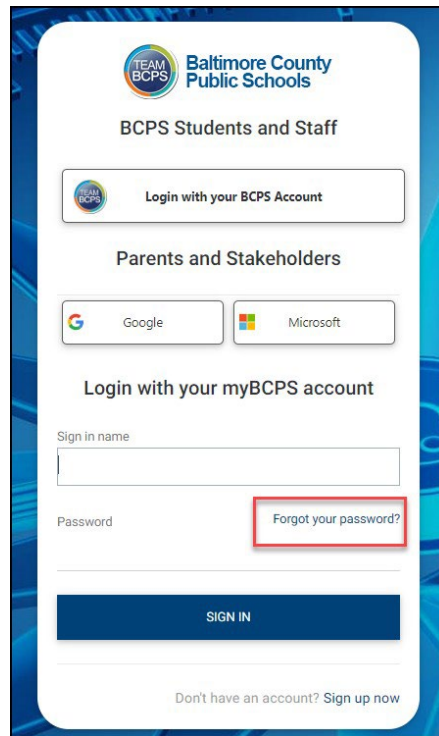 TEAM
BCPS
Baltimore County
Public Schools
BCPS Students and Staff
TEAM
BCPS
Login with your BCPS Account
Parents and Stakeholders
Google
Microsoft
Login with your myBCPS account
Sign in name
Password
Forgot your password?
SIGN IN
Don't have an account? Sign up now